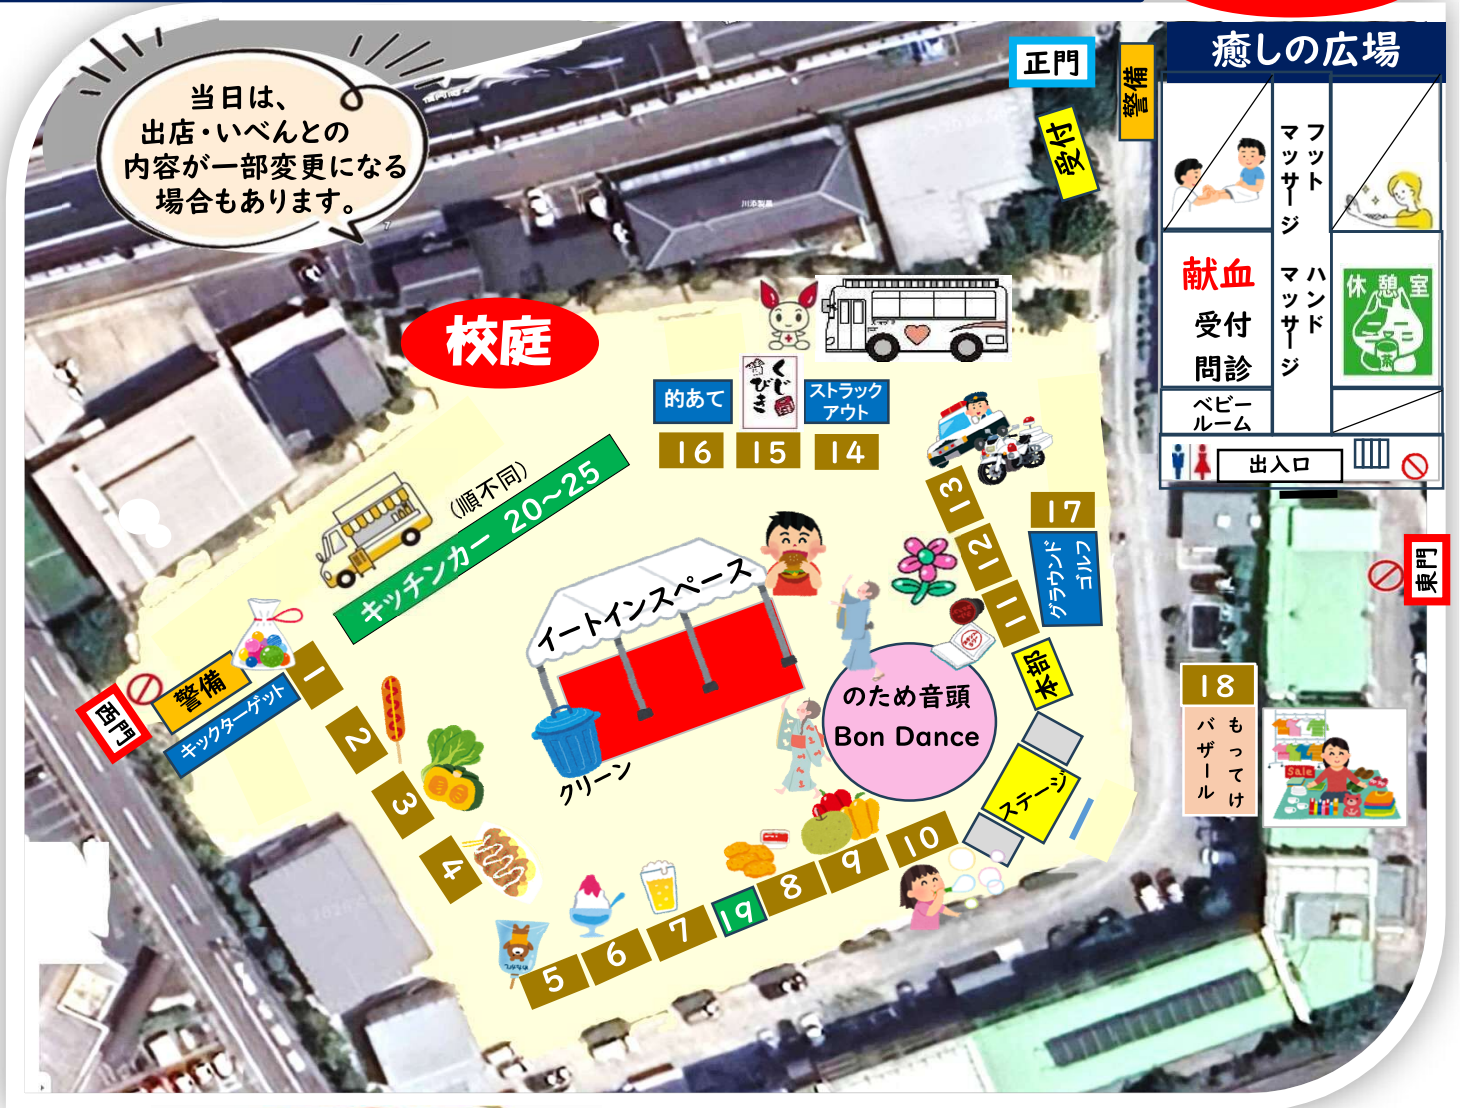 当日は、
出店・いべんとの
内容が一部変更になる
場合もあります。
正門
受付
警備
癒しの広場
フット
マッサージ
ハンド
マッサージ
献血
受付
問診
休憩室
ベビー
ルーム
出入口
川添製菓
校庭
的あて
くじ
びき
ストラック
アウト
16
15
14
(順不同)
キッチンカー 20～25
13
12
11
17
グラウンド
ゴルフ
東門
イートインスペース
クリーン
西門
警備
キックターゲット
1
2
3
4
のため音頭
Bon Dance
本部
ステージ
18
もってけ
バザール
Sale
5
6
7
19
8
9
10